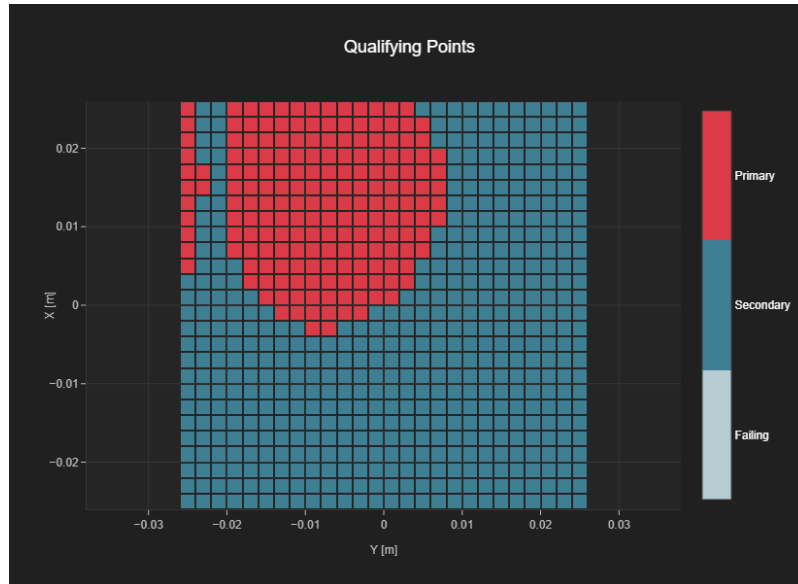 Qualifying Points
0.02
0.01
0
−0.01
−0.02
X [m]
−0.03
−0.02
−0.01
0
0.01
0.02
0.03
Y [m]
Primary
Secondary
Failing